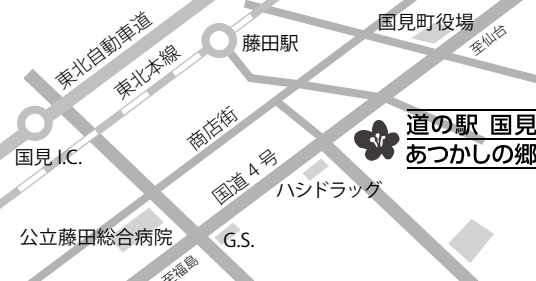 国見町役場
至仙台
東北自動車道
藤田駅
東北本線
道の駅 国見
あつかしの郷
商店街
国見 I.C.
国道4号
ハシドラッグ
公立藤田総合病院
G.S.
至福島